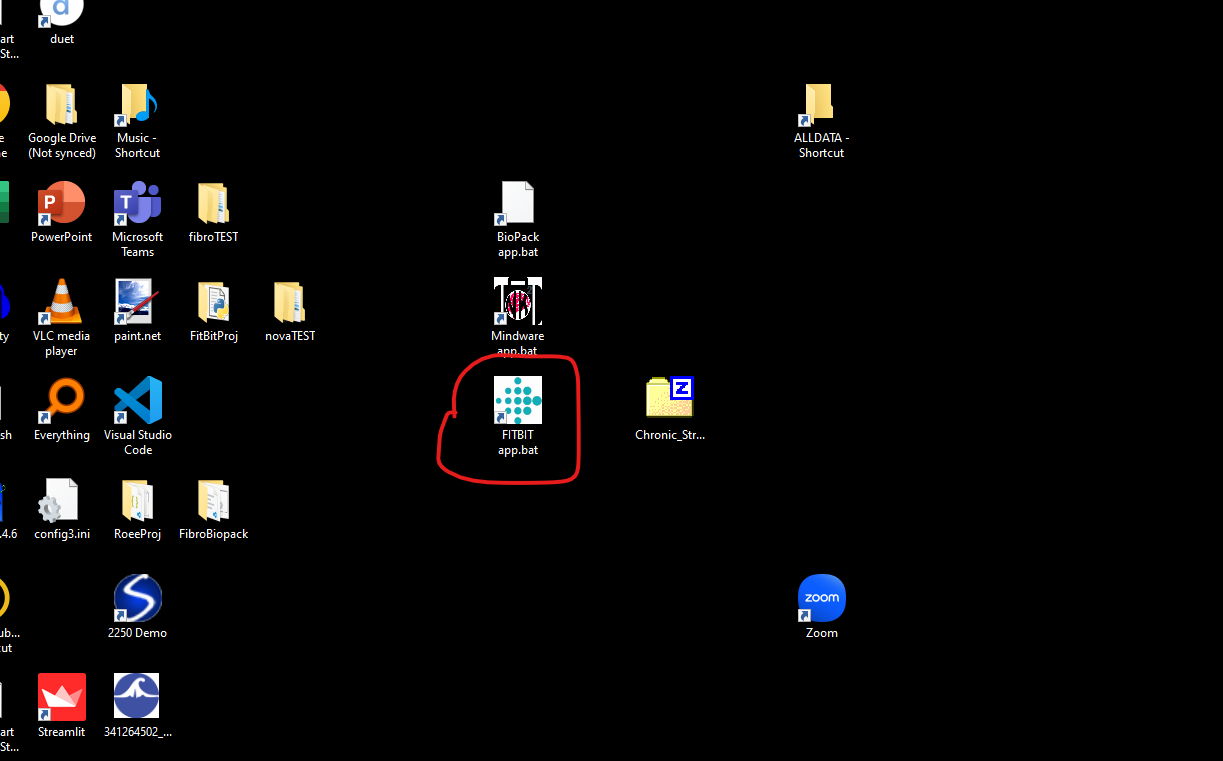 d
art
St...
duet
e
ne
Google Drive
(Not synced)
Music -
Shortcut
ALLDATA -
Shortcut
P
PowerPoint
T
Microsoft
Teams
fibroTEST
BioPack
app.bat
ty
VLC media
player
paint.net
FitBitProj
novaTEST
Mindware
app.bat
sh
Everything
Visual Studio
Code
FITBIT
app.bat
Z
Chronic_Str...
.4.6
config3.ini
RoeeProj
FibroBiopack
ub...
cut
S
2250 Demo
zoom
Zoom
art
St...
Streamlit
341264502_...